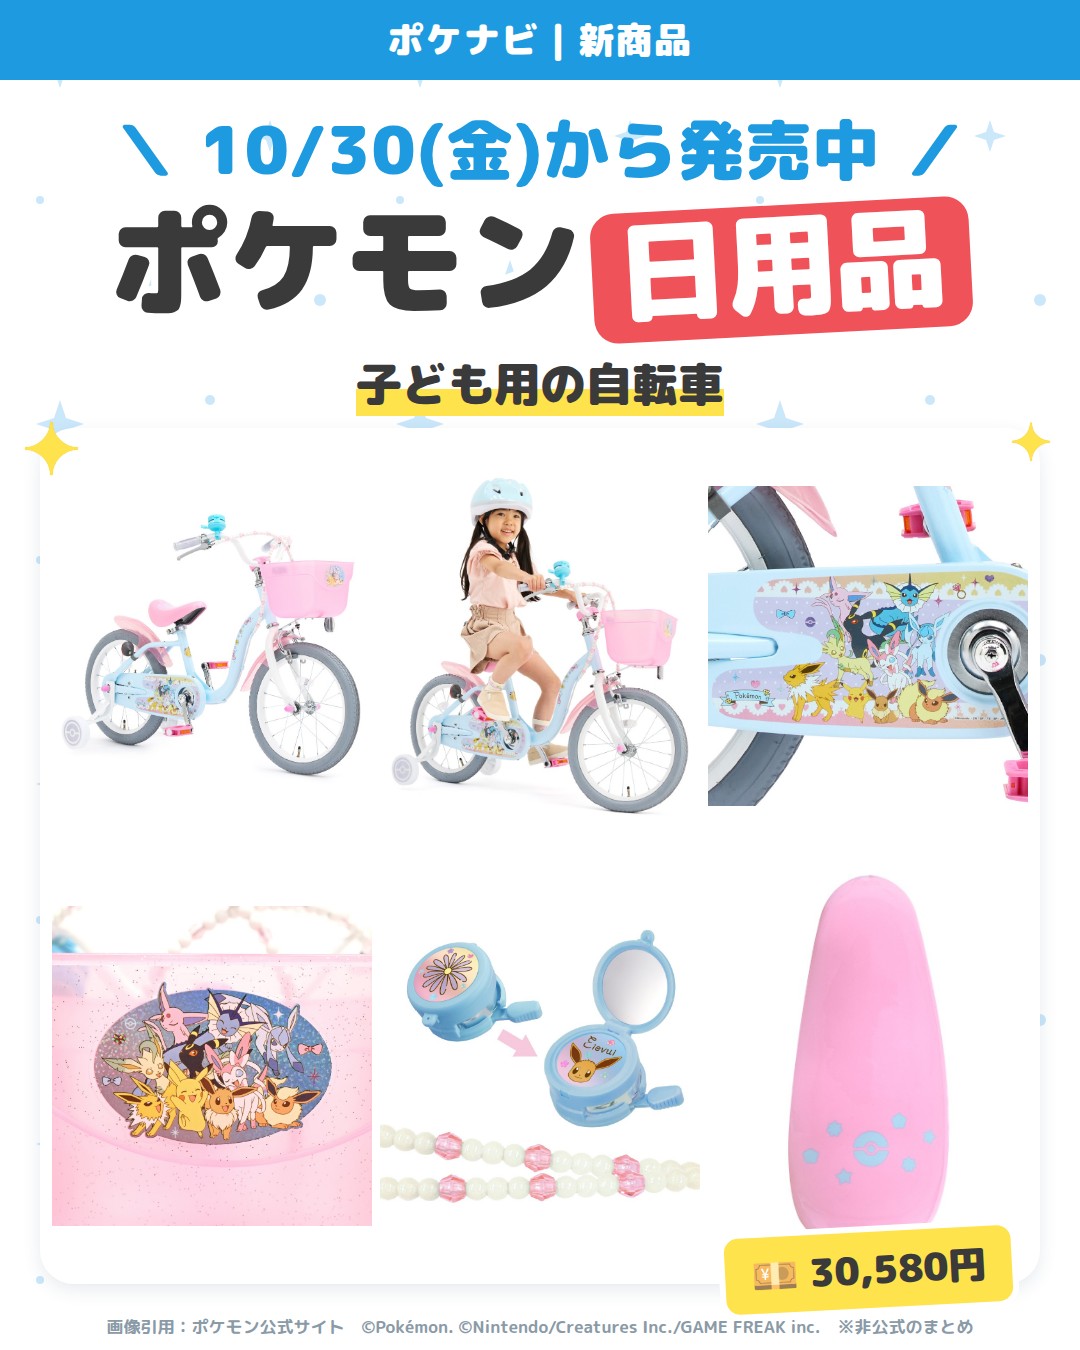 ポケナビ | 新商品
\ 10/30(金)から発売中 /
ポケモン 日用品
子ども用の自転車
Pokémon
Eievui
💴 30,580円
画像引用：ポケモン公式サイト ©Pokémon. ©Nintendo/Creatures Inc./GAME FREAK inc. ※非公式のまとめ